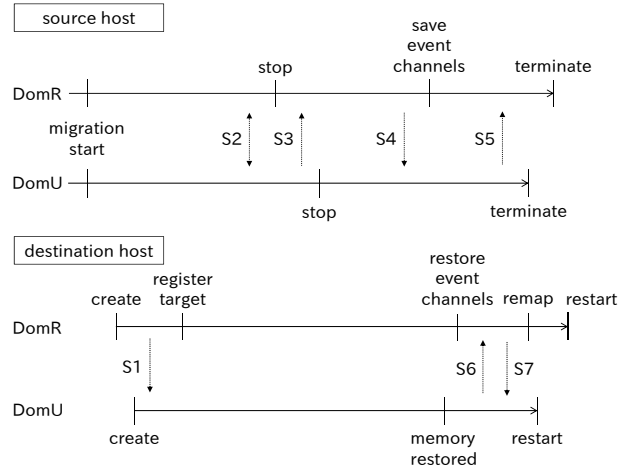 source host
save
event
channels
stop
terminate
DomR
migration
start
S2
S3
S4
S5
DomU
stop
terminate
destination host
restore
event
channels
register
target
create
remap
restart
DomR
S1
S6
S7
DomU
create
memory
restored
restart